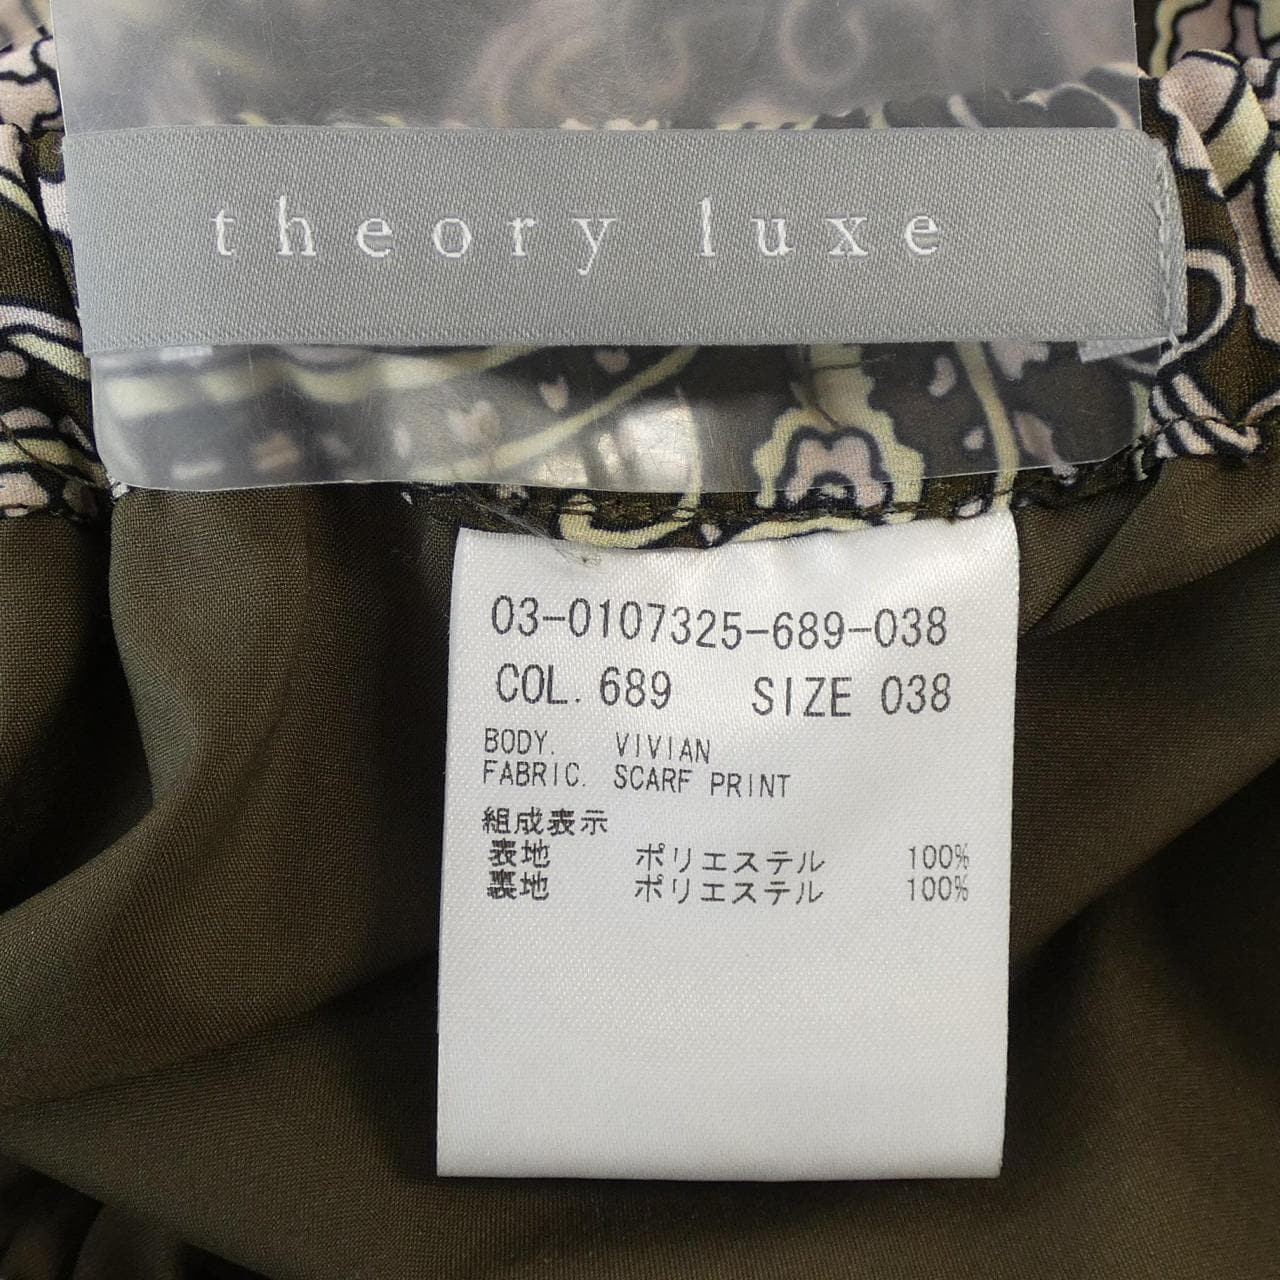 theory luxe
03-0107325-689-038
COL. 689 SIZE 038
BODY. VIVIAN
FABRIC. SCARF PRINT
組成表示
表地 ポリエステル 100%
裏地 ポリエステル 100%